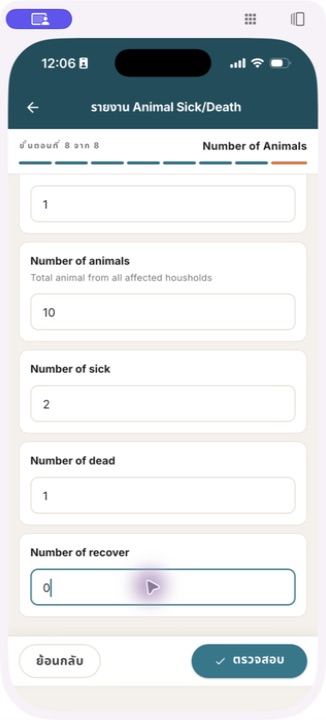 12:06
รายงาน Animal Sick/Death
ขั้นตอนที่ 8 จาก 8
Number of Animals
1
Number of animals
Total animal from all affected housholds
10
Number of sick
2
Number of dead
1
Number of recover
0
ย้อนกลับ
ตรวจสอบ